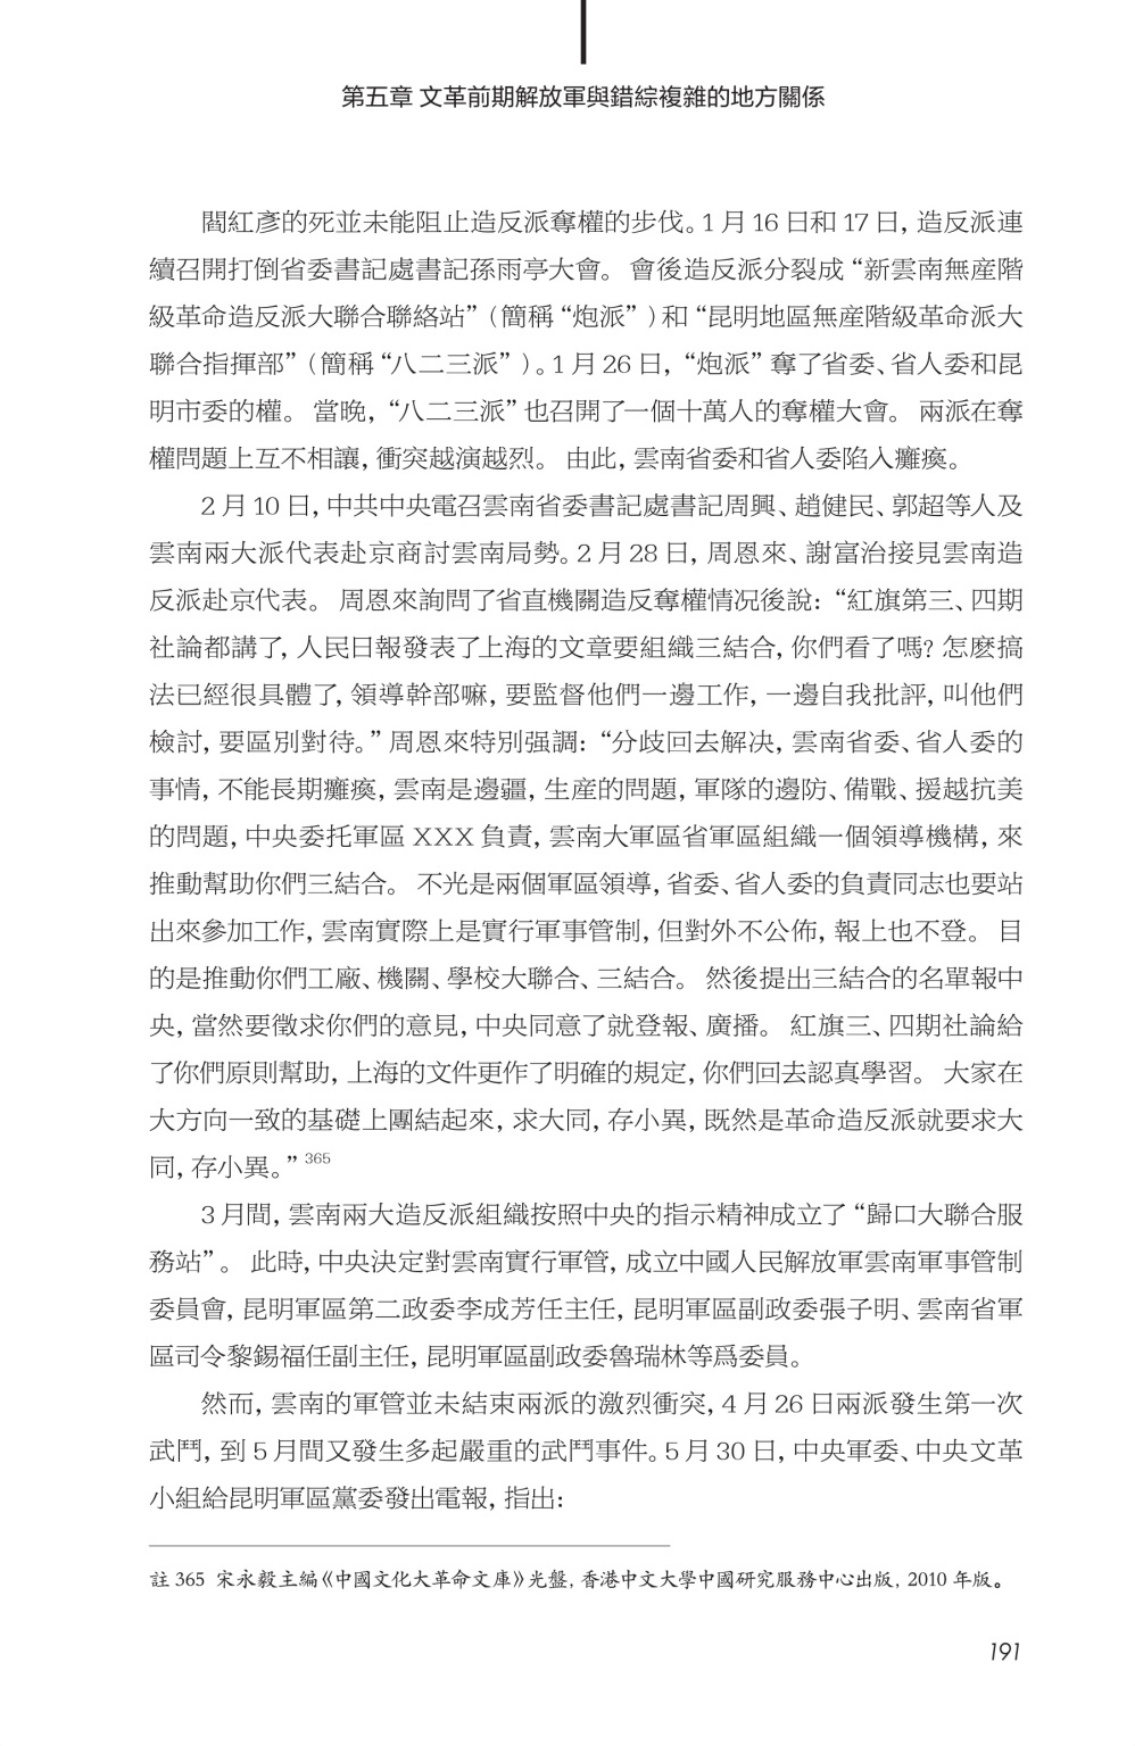 第五章 文革前期解放軍與錯綜複雜的地方關係
閻紅彥的死並未能阻止造反派奪權的步伐。1 月 16 日和 17 日, 造反派連
續召開打倒省委書記處書記孫雨亭大會。 會後造反派分裂成 “新雲南無産階
級革命造反派大聯合聯絡站” (簡稱 “炮派” ) 和 “昆明地區無産階級革命派大
聯合指揮部” (簡稱 “八二三派” )。1 月 26 日, “炮派” 奪了省委、省人委和昆
明市委的權。 當晚, “八二三派” 也召開了一個十萬人的奪權大會。 兩派在奪
權問題上互不相讓, 衝突越演越烈。 由此, 雲南省委和省人委陷入癱瘓。
2 月 10 日, 中共中央電召雲南省委書記處書記周興、趙健民、郭超等人及
雲南兩大派代表赴京商討雲南局勢。2 月 28 日, 周恩來、謝富治接見雲南造
反派赴京代表。 周恩來詢問了省直機關造反奪權情况後說: “紅旗第三、四期
社論都講了, 人民日報發表了上海的文章要組織三結合, 你們看了嗎? 怎麽搞
法已經很具體了, 領導幹部嘛, 要監督他們一邊工作, 一邊自我批評, 叫他們
檢討, 要區別對待。” 周恩來特別强調: “分歧回去解決, 雲南省委、省人委的
事情, 不能長期癱瘓, 雲南是邊疆, 生産的問題, 軍隊的邊防、備戰、援越抗美
的問題, 中央委托軍區 XXX 負責, 雲南大軍區省軍區組織一個領導機構, 來
推動幫助你們三結合。 不光是兩個軍區領導, 省委、省人委的負責同志也要站
出來參加工作, 雲南實際上是實行軍事管制, 但對外不公佈, 報上也不登。 目
的是推動你們工廠、機關、學校大聯合、三結合。 然後提出三結合的名單報中
央, 當然要徵求你們的意見, 中央同意了就登報、廣播。 紅旗三、四期社論給
了你們原則幫助, 上海的文件更作了明確的規定, 你們回去認真學習。 大家在
大方向一致的基礎上團結起來, 求大同, 存小異, 既然是革命造反派就要求大
同, 存小異。” 365
3 月間, 雲南兩大造反派組織按照中央的指示精神成立了 “歸口大聯合服
務站” 。 此時, 中央決定對雲南實行軍管, 成立中國人民解放軍雲南軍事管制
委員會, 昆明軍區第二政委李成芳任主任, 昆明軍區副政委張子明、雲南省軍
區司令黎錫福任副主任, 昆明軍區副政委魯瑞林等爲委員。
然而, 雲南的軍管並未結束兩派的激烈衝突, 4 月 26 日兩派發生第一次
武鬥, 到 5 月間又發生多起嚴重的武鬥事件。5 月 30 日, 中央軍委、中央文革
小組給昆明軍區黨委發出電報, 指出:
註 365 宋永毅主編《中國文化大革命文庫》光盤, 香港中文大學中國研究服務中心出版, 2010 年版。
191